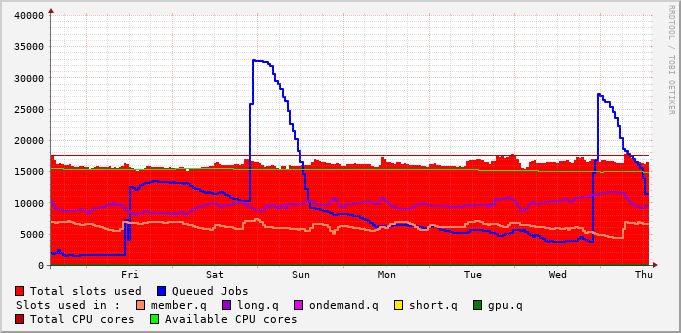 RRDTOOL / TOBI OETIKER
40000
35000
30000
25000
20000
15000
10000
5000
0
Fri Sat Sun Mon Tue Wed Thu
Total slots used Queued Jobs
Slots used in : member.q long.q ondemand.q short.q gpu.q
Total CPU cores Available CPU cores